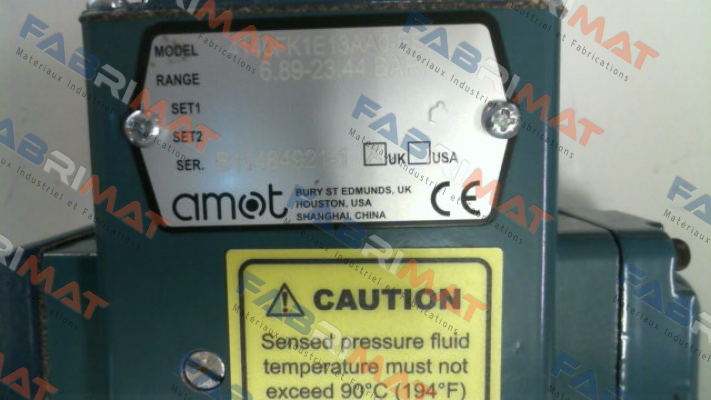 MODEL
RANGE 6.89-23.44 BAR
SET1
SET2
SER. UK USA
amot
BURY ST EDMUNDS, UK
HOUSTON, USA
SHANGHAI, CHINA
CE
CAUTION
Sensed pressure fluid
temperature must not
exceed 90°C (194°F)
FABRIMAT
Matériaux Industriel et Fabrications